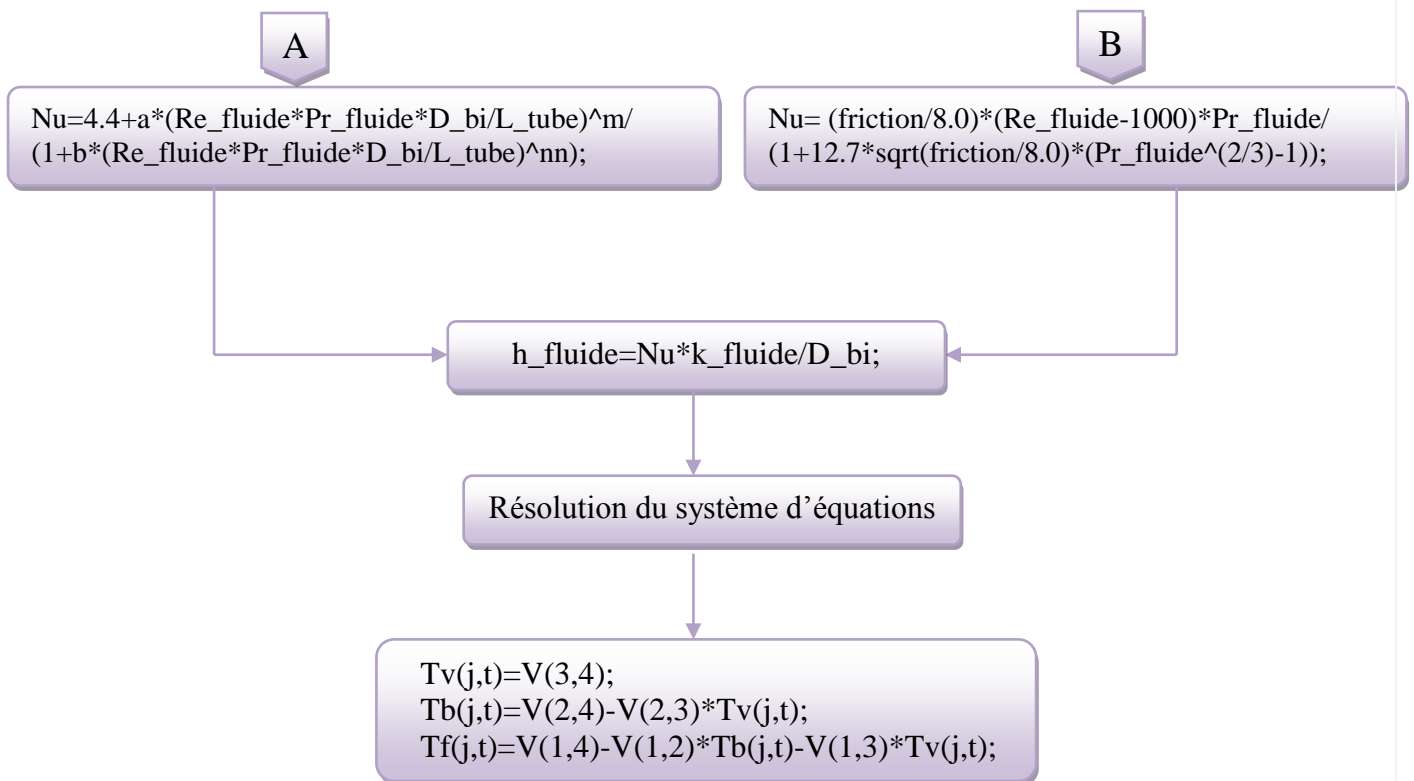 A
B
Nu=4.4+a*(Re_fluide*Pr_fluide*D_bi/L_tube)^m/
(1+b*(Re_fluide*Pr_fluide*D_bi/L_tube)^nn);
Nu= (friction/8.0)*(Re_fluide-1000)*Pr_fluide/
(1+12.7*sqrt(friction/8.0)*(Pr_fluide^(2/3)-1));
h_fluide=Nu*k_fluide/D_bi;
Résolution du système d’équations
Tv(j,t)=V(3,4);
Tb(j,t)=V(2,4)-V(2,3)*Tv(j,t);
Tf(j,t)=V(1,4)-V(1,2)*Tb(j,t)-V(1,3)*Tv(j,t);